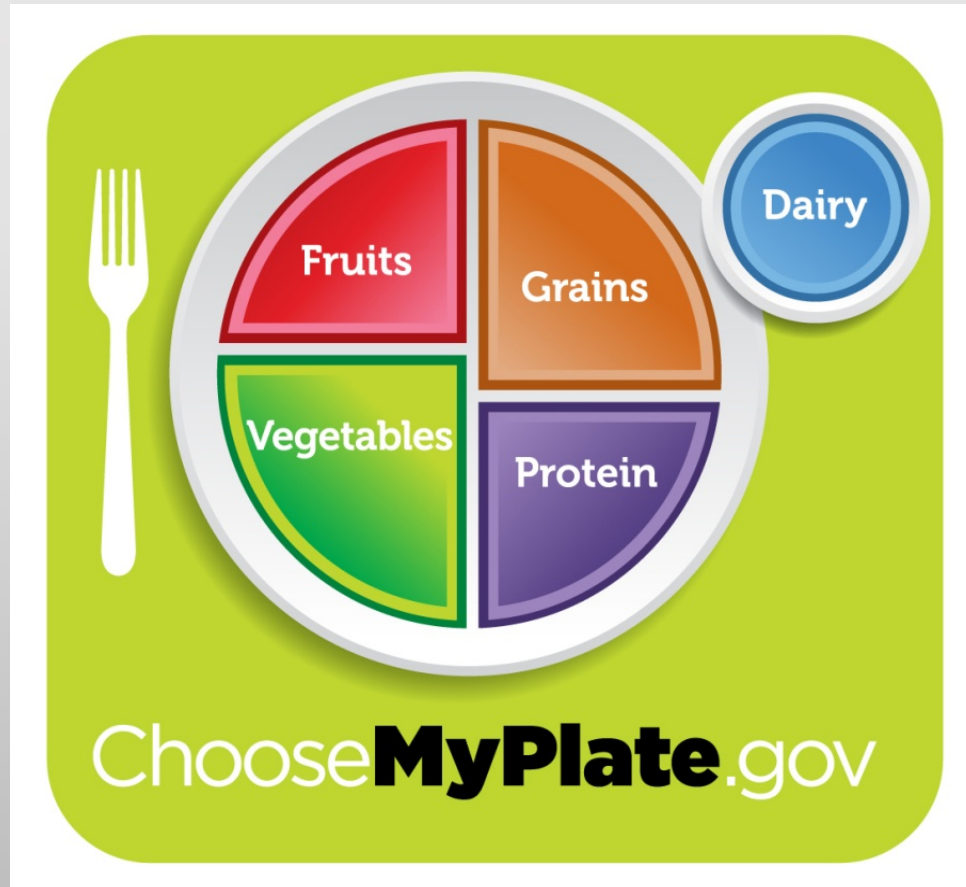 Fruits
Grains
Dairy
Vegetables
Protein
ChooseMyPlate.gov